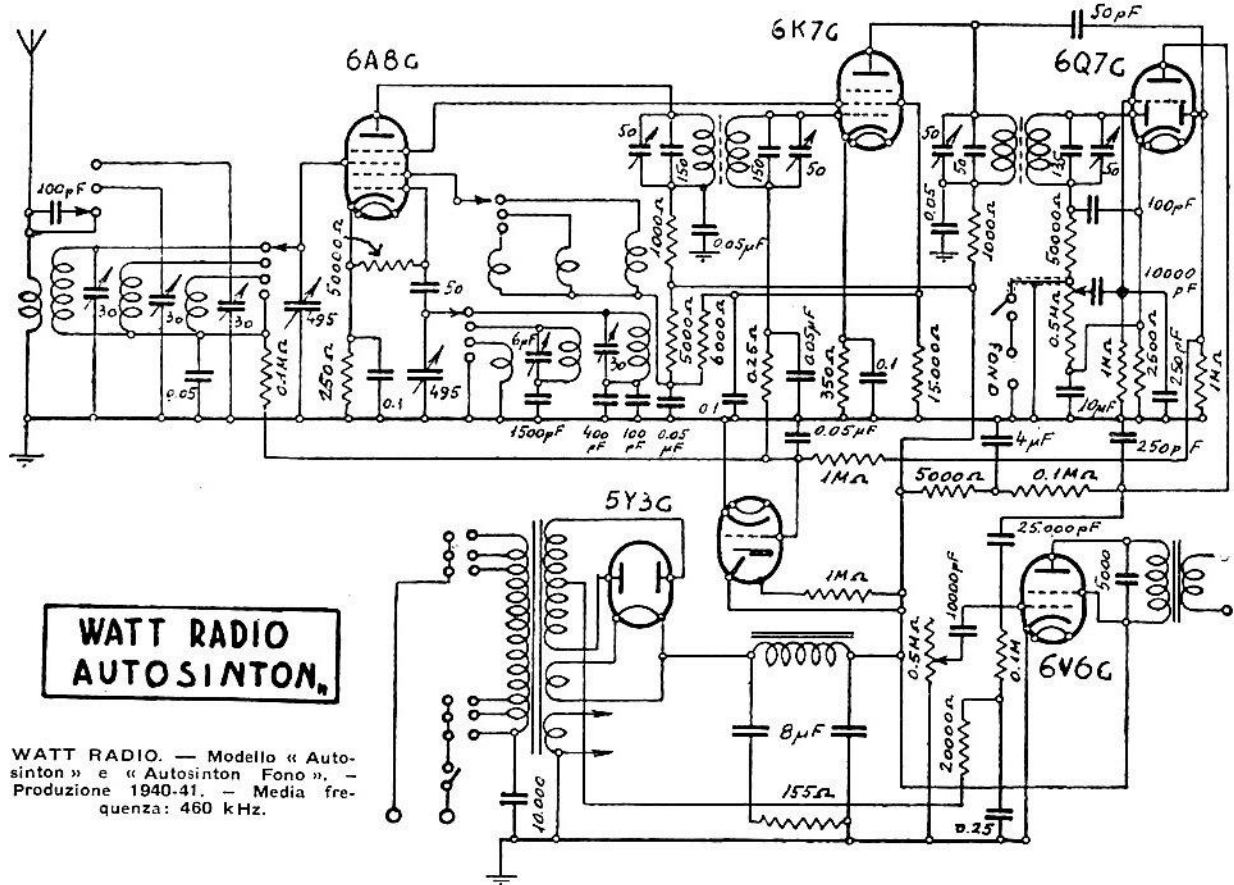 50pF
6K7G
6A8G
6Q7G
50
150
150
50
50
50
50
100pF
0.05
0.05µF
1000Ω
1000Ω
50000Ω
50000Ω
100pF
10000
pF
30
30
30
495
50
6pF
30
0.05
0.1MΩ
250Ω
0.1
495
5000Ω
6000Ω
0.25Ω
0.05µF
350Ω
0.1
15.000Ω
FONO
0.5MΩ
1MΩ
2500Ω
250pF
1MΩ
10µF
1500pF
400
pF
100
pF
0.05
µF
0.1
0.05µF
4µF
250pF
1MΩ
5000Ω
0.1MΩ
5Y3G
25.000pF
1MΩ
10000pF
5000
0.5MΩ
0.1M
6V6G
WATT RADIO
AUTOSINTON„
8µF
20000Ω
155Ω
10.000
0.25
WATT RADIO. — Modello « Auto-
sinton » e « Autosinton Fono ». —
Produzione 1940-41. — Media fre-
quenza: 460 kHz.